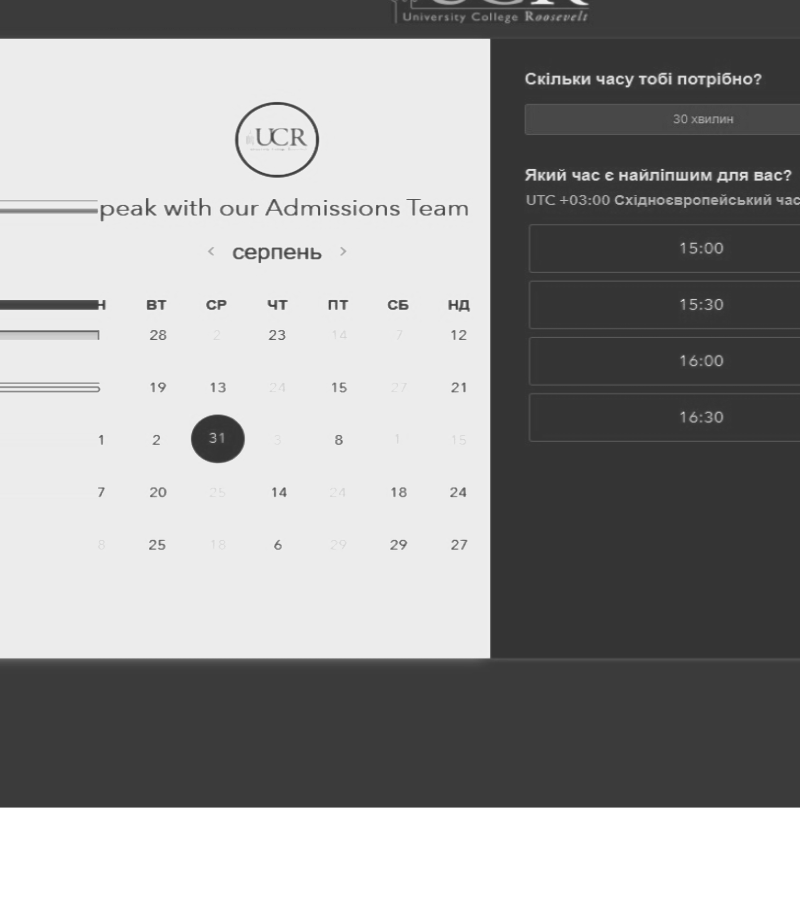 University College Roosevelt
UCR
peak with our Admissions Team
< серпень >
Н ВТ СР ЧТ ПТ СБ НД
28 2 23 14 7 12
19 13 24 15 27 21
1 2 31 3 8 1 15
7 20 25 14 24 18 24
8 25 18 6 29 29 27
Скільки часу тобі потрібно?
30 хвилин
Який час є найліпшим для вас?
UTC +03:00 Східноєвропейський час
15:00
15:30
16:00
16:30